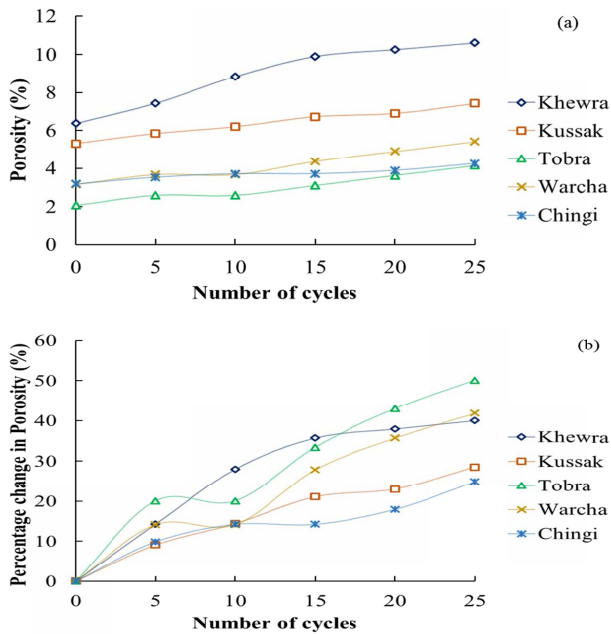 (a)
12
10
8
6
4
2
0
Porosity (%)
0 5 10 15 20 25
Number of cycles
Khewra
Kussak
Tobra
Warcha
Chingi
(b)
60
50
40
30
20
10
0
Percentage change in Porosity (%)
0 5 10 15 20 25
Number of cycles
Khewra
Kussak
Tobra
Warcha
Chingi